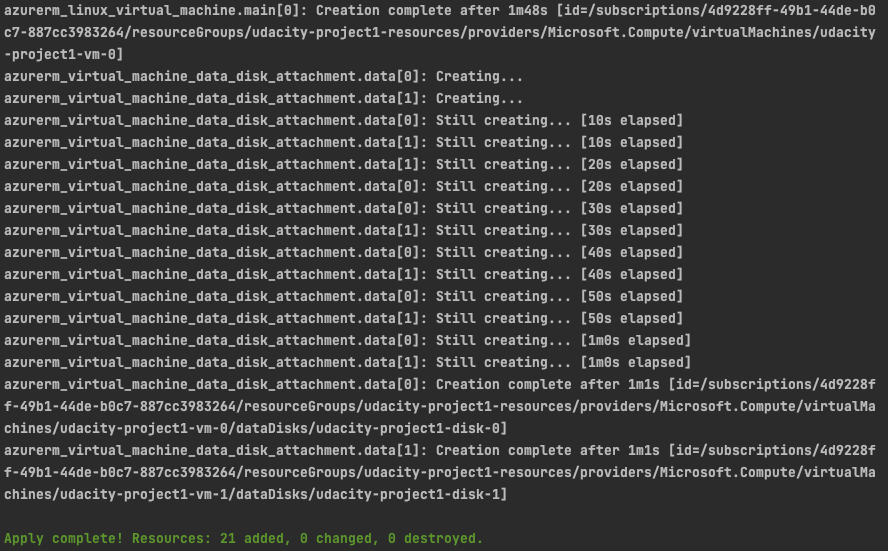 azurerm_linux_virtual_machine.main[0]: Creation complete after 1m48s [id=/subscriptions/4d9228ff-49b1-44de-b0
c7-887cc3983264/resourceGroups/udacity-project1-resources/providers/Microsoft.Compute/virtualMachines/udacity
-project1-vm-0]
azurerm_virtual_machine_data_disk_attachment.data[0]: Creating...
azurerm_virtual_machine_data_disk_attachment.data[1]: Creating...
azurerm_virtual_machine_data_disk_attachment.data[0]: Still creating... [10s elapsed]
azurerm_virtual_machine_data_disk_attachment.data[1]: Still creating... [10s elapsed]
azurerm_virtual_machine_data_disk_attachment.data[1]: Still creating... [20s elapsed]
azurerm_virtual_machine_data_disk_attachment.data[0]: Still creating... [20s elapsed]
azurerm_virtual_machine_data_disk_attachment.data[0]: Still creating... [30s elapsed]
azurerm_virtual_machine_data_disk_attachment.data[1]: Still creating... [30s elapsed]
azurerm_virtual_machine_data_disk_attachment.data[0]: Still creating... [40s elapsed]
azurerm_virtual_machine_data_disk_attachment.data[1]: Still creating... [40s elapsed]
azurerm_virtual_machine_data_disk_attachment.data[0]: Still creating... [50s elapsed]
azurerm_virtual_machine_data_disk_attachment.data[1]: Still creating... [50s elapsed]
azurerm_virtual_machine_data_disk_attachment.data[0]: Still creating... [1m0s elapsed]
azurerm_virtual_machine_data_disk_attachment.data[1]: Still creating... [1m0s elapsed]
azurerm_virtual_machine_data_disk_attachment.data[0]: Creation complete after 1m1s [id=/subscriptions/4d9228f
f-49b1-44de-b0c7-887cc3983264/resourceGroups/udacity-project1-resources/providers/Microsoft.Compute/virtualMa
chines/udacity-project1-vm-0/dataDisks/udacity-project1-disk-0]
azurerm_virtual_machine_data_disk_attachment.data[1]: Creation complete after 1m1s [id=/subscriptions/4d9228f
f-49b1-44de-b0c7-887cc3983264/resourceGroups/udacity-project1-resources/providers/Microsoft.Compute/virtualMa
chines/udacity-project1-vm-1/dataDisks/udacity-project1-disk-1]
Apply complete! Resources: 21 added, 0 changed, 0 destroyed.